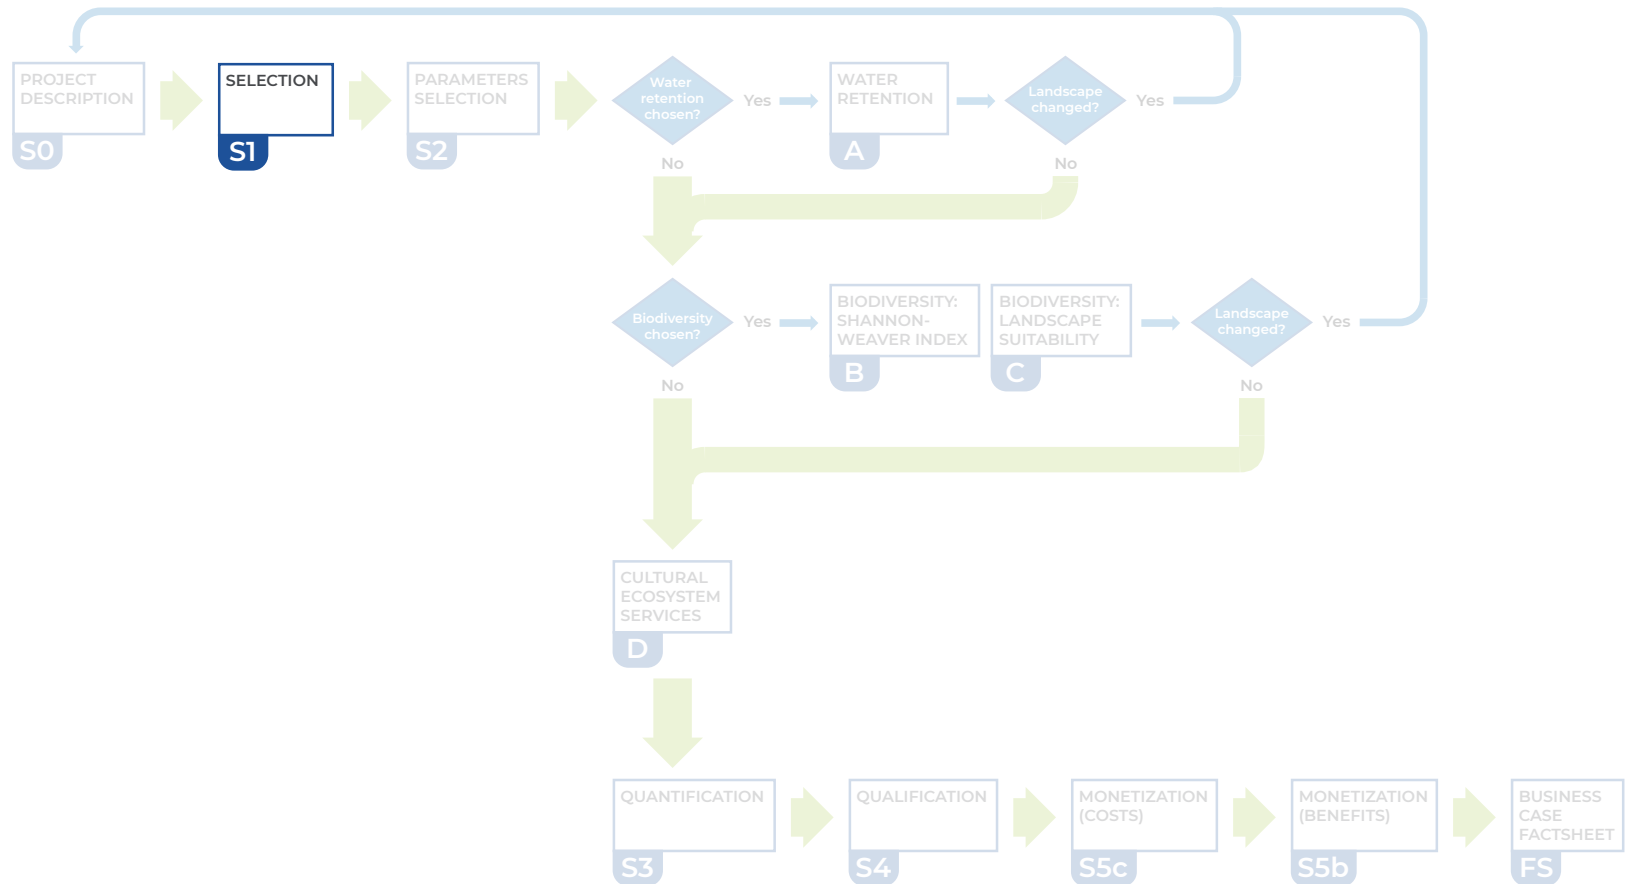 PROJECT
DESCRIPTION
S0
SELECTION
S1
PARAMETERS
SELECTION
S2
Water
retention
chosen?
Yes
No
WATER
RETENTION
A
Landscape
changed?
Yes
No
Biodiversity
chosen?
Yes
No
BIODIVERSITY:
SHANNON-
WEAVER INDEX
B
BIODIVERSITY:
LANDSCAPE
SUITABILITY
C
Landscape
changed?
Yes
No
CULTURAL
ECOSYSTEM
SERVICES
D
QUANTIFICATION
S3
QUALIFICATION
S4
MONETIZATION
(COSTS)
S5c
MONETIZATION
(BENEFITS)
S5b
BUSINESS
CASE
FACTSHEET
FS